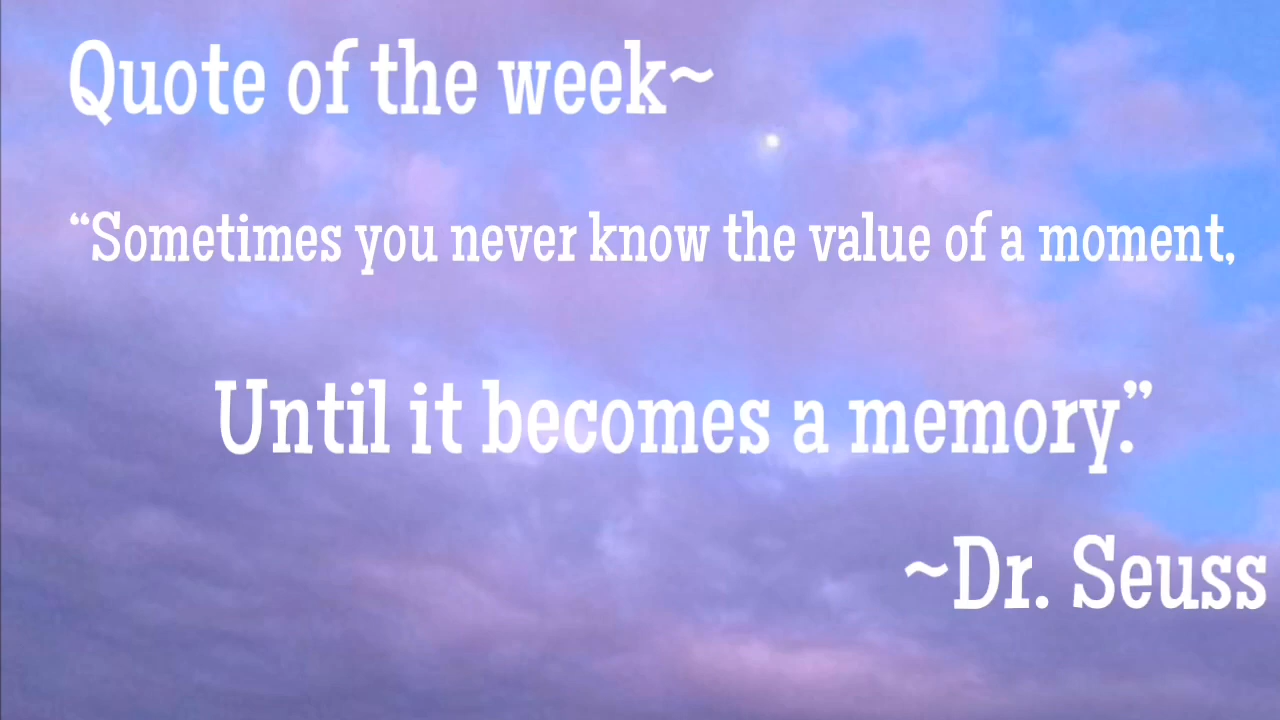 Quote of the week~
“Sometimes you never know the value of a moment,
Until it becomes a memory.”
~Dr. Seuss